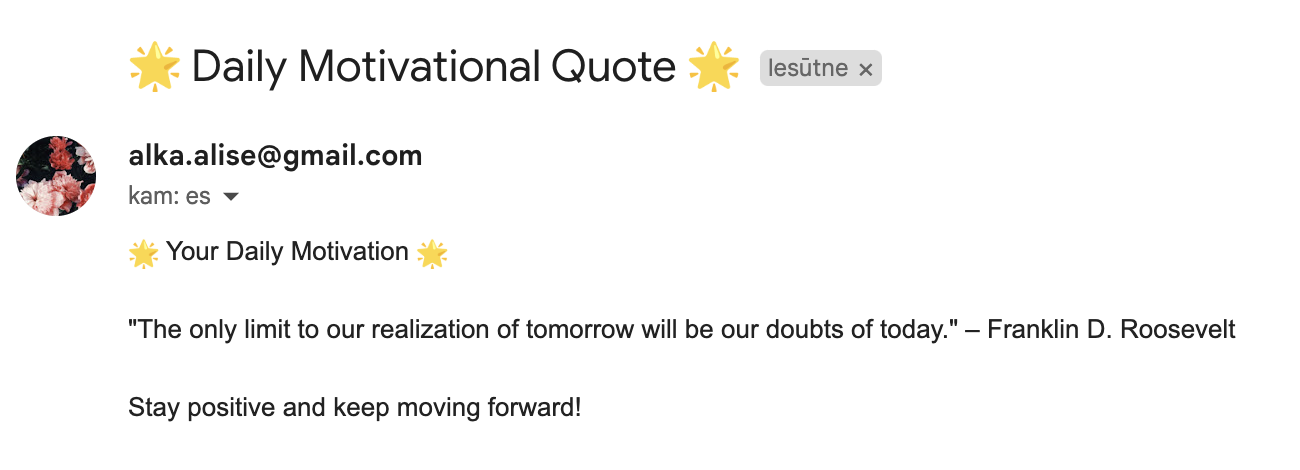 🌟 Daily Motivational Quote 🌟 Iesūtne ×
alka.alise@gmail.com
kam: es
🌟 Your Daily Motivation 🌟
"The only limit to our realization of tomorrow will be our doubts of today." – Franklin D. Roosevelt
Stay positive and keep moving forward!